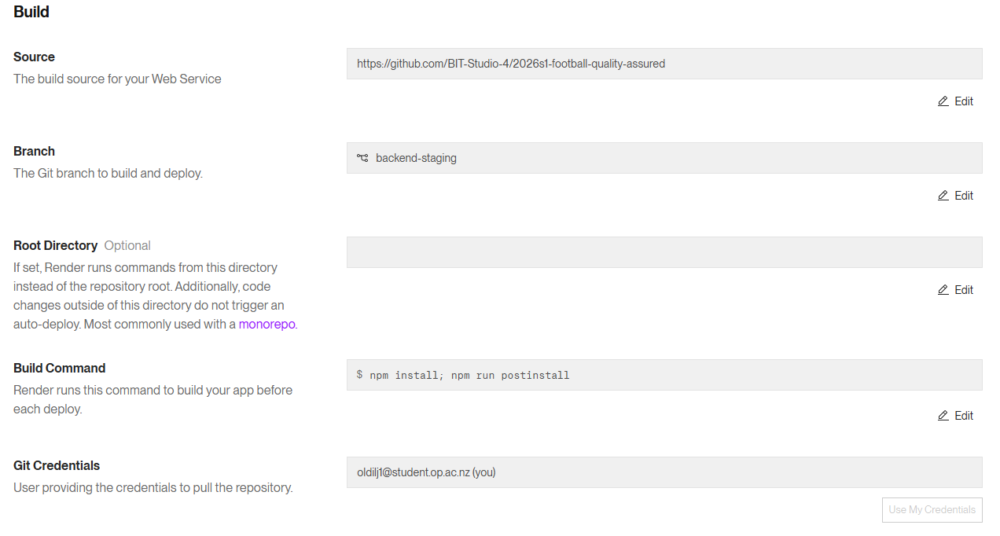 Build
Source
The build source for your Web Service
https://github.com/BIT-Studio-4/2026s1-football-quality-assured
Edit
Branch
The Git branch to build and deploy.
backend-staging
Edit
Root Directory Optional
If set, Render runs commands from this directory
instead of the repository root. Additionally, code
changes outside of this directory do not trigger an
auto-deploy. Most commonly used with a monorepo.
Edit
Build Command
Render runs this command to build your app before
each deploy.
$ npm install; npm run postinstall
Edit
Git Credentials
User providing the credentials to pull the repository.
oldilj1@student.op.ac.nz (you)
Use My Credentials